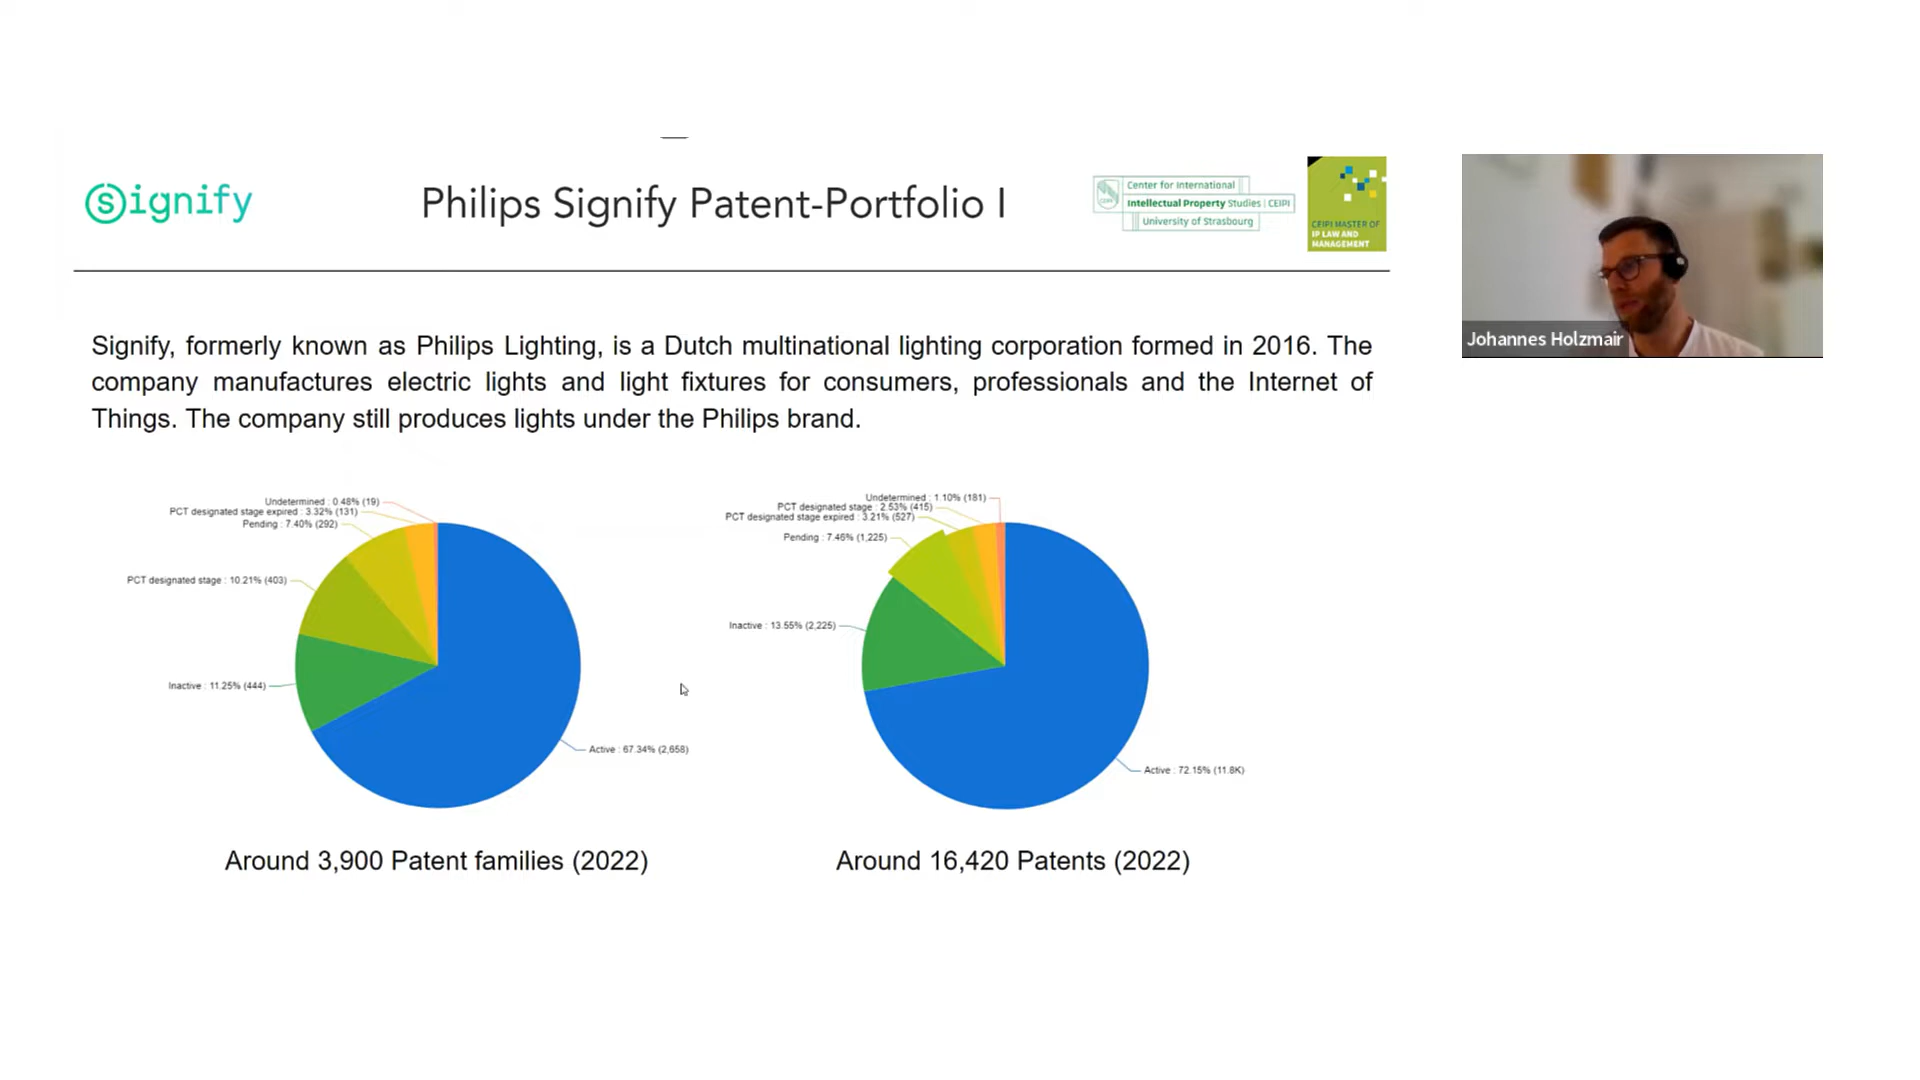 signify
Philips Signify Patent-Portfolio I
Center for International
Intellectual Property Studies | CEIPI
University of Strasbourg
CEIPI MASTER OF
IP LAW AND
MANAGEMENT
Johannes Holzmair
Signify, formerly known as Philips Lighting, is a Dutch multinational lighting corporation formed in 2016. The
company manufactures electric lights and light fixtures for consumers, professionals and the Internet of
Things. The company still produces lights under the Philips brand.
Undetermined : 0.48% (19)
PCT designated stage expired : 3.32% (131)
Pending : 7.40% (292)
PCT designated stage : 10.21% (403)
Inactive : 11.25% (444)
Active : 67.34% (2,658)
Undetermined : 1.10% (181)
PCT designated stage : 2.53% (415)
PCT designated stage expired : 3.21% (527)
Pending : 7.46% (1,225)
Inactive : 13.55% (2,225)
Active : 72.15% (11.8K)
Around 3,900 Patent families (2022)
Around 16,420 Patents (2022)